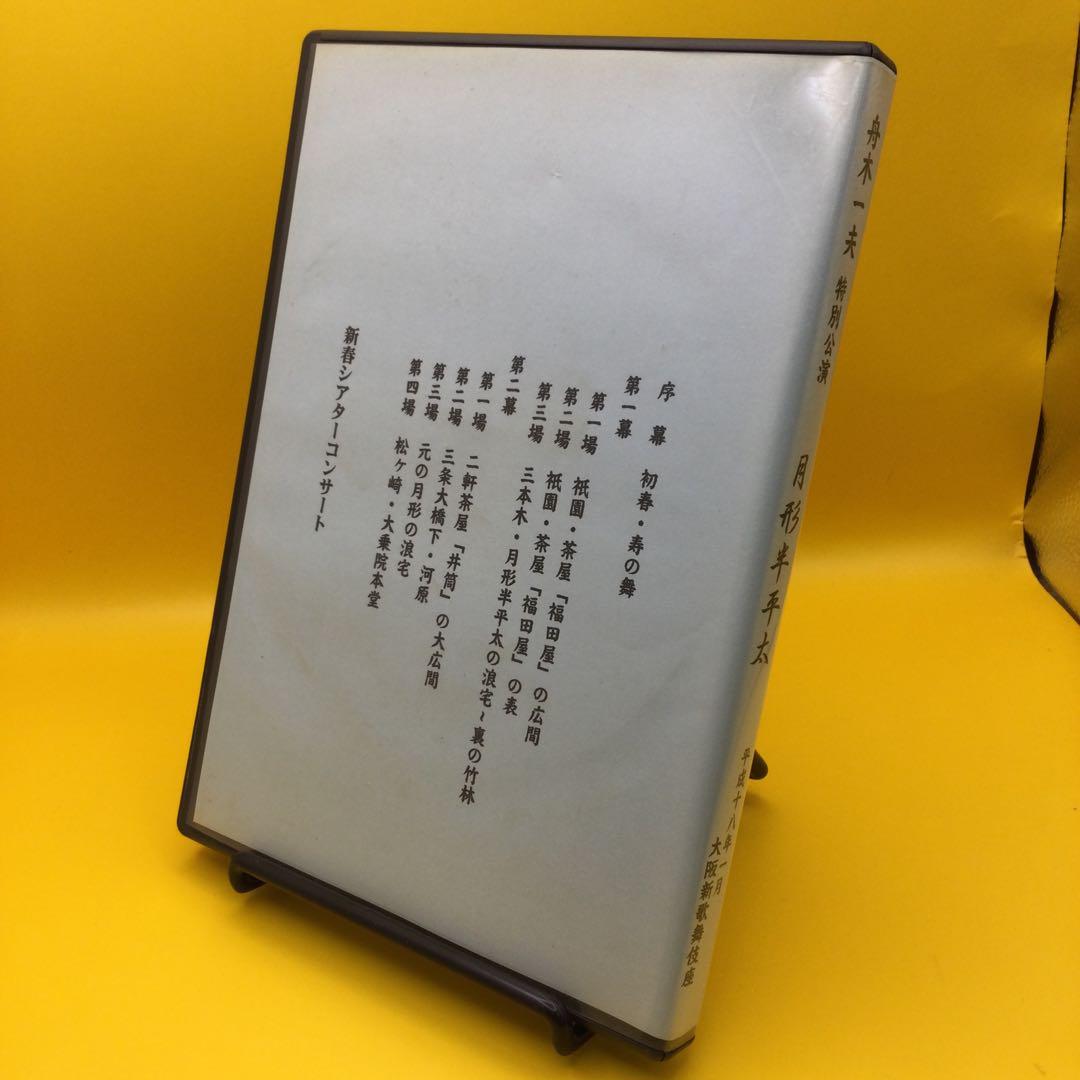 舟木一夫 特別公演 月形半平太 平成十八年一月 大阪新歌舞伎座
序幕 初春・寿の舞
第一幕
第一場 祇園・茶屋「福田屋」の広間
第二場 祇園・茶屋「福田屋」の表
第三場 三本木・月形半平太の浪宅~裏の竹林
第二幕
第一場 二軒茶屋「井筒」の大広間
第二場 三条大橋下・河原
第三場 元の月形の浪宅
第四場 松ヶ崎・大乗院本堂
新春シアターコンサート